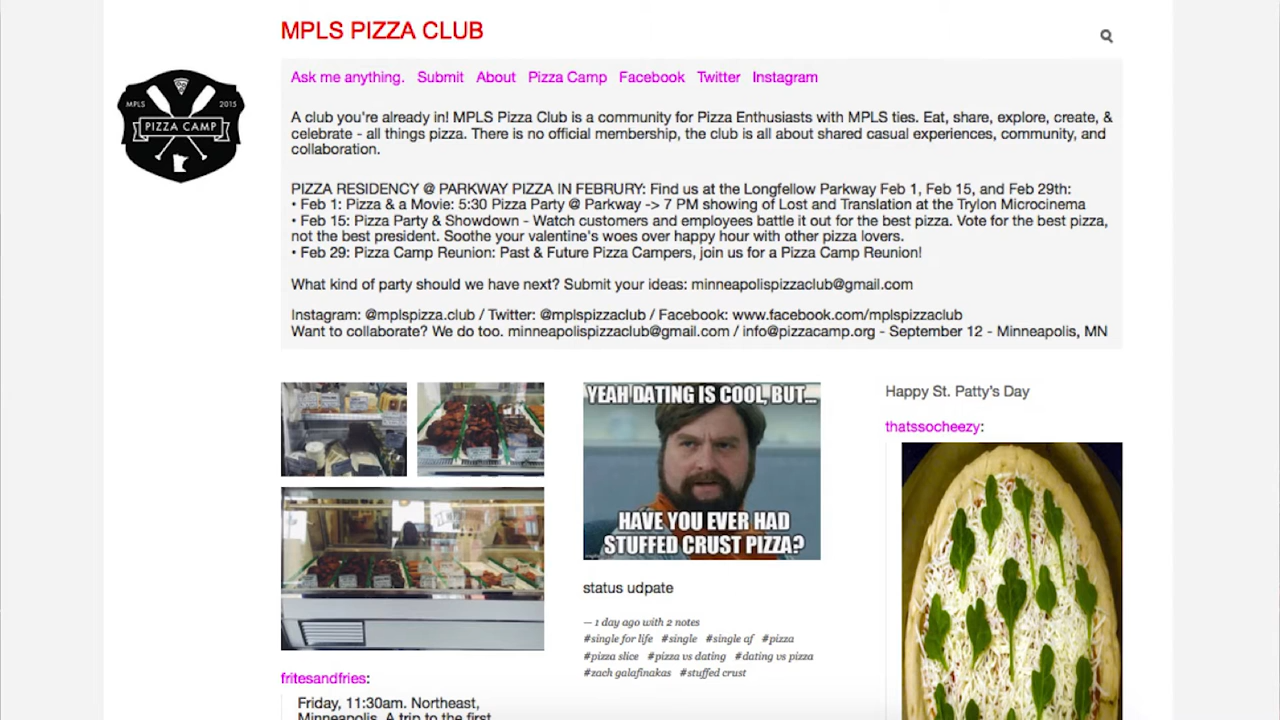 MPLS PIZZA CLUB
MPLS 2015
PIZZA CAMP
Ask me anything. Submit About Pizza Camp Facebook Twitter Instagram
A club you're already in! MPLS Pizza Club is a community for Pizza Enthusiasts with MPLS ties. Eat, share, explore, create, &
celebrate - all things pizza. There is no official membership, the club is all about shared casual experiences, community, and
collaboration.
PIZZA RESIDENCY @ PARKWAY PIZZA IN FEBRURY: Find us at the Longfellow Parkway Feb 1, Feb 15, and Feb 29th:
• Feb 1: Pizza & a Movie: 5:30 Pizza Party @ Parkway -> 7 PM showing of Lost and Translation at the Trylon Microcinema
• Feb 15: Pizza Party & Showdown - Watch customers and employees battle it out for the best pizza. Vote for the best pizza,
not the best president. Soothe your valentine's woes over happy hour with other pizza lovers.
• Feb 29: Pizza Camp Reunion: Past & Future Pizza Campers, join us for a Pizza Camp Reunion!
What kind of party should we have next? Submit your ideas: minneapolispizzaclub@gmail.com
Instagram: @mplspizza.club / Twitter: @mplspizzaclub / Facebook: www.facebook.com/mplspizzaclub
Want to collaborate? We do too. minneapolispizzaclub@gmail.com / info@pizzacamp.org - September 12 - Minneapolis, MN
fritesandfries:
Friday, 11:30am. Northeast,
Minneapolis. A trip to the first
YEAH DATING IS COOL, BUT...
HAVE YOU EVER HAD
STUFFED CRUST PIZZA?
status udpate
— 1 day ago with 2 notes
#single for life #single #single af #pizza
#pizza slice #pizza vs dating #dating vs pizza
#zach galafinakas #stuffed crust
Happy St. Patty's Day
thatssocheezy: